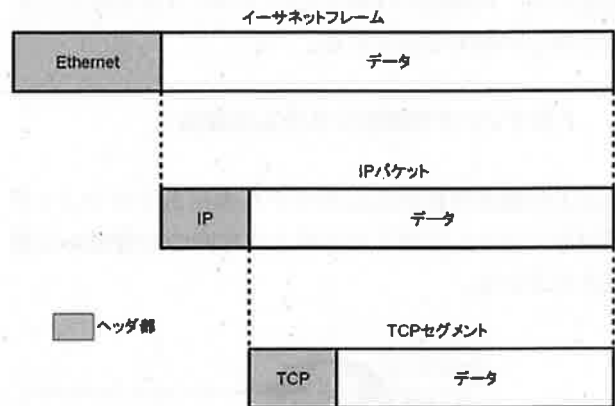 イーサネットフレーム
Ethernet データ
IPパケット
IP データ
ヘッダ部
TCPセグメント
TCP データ